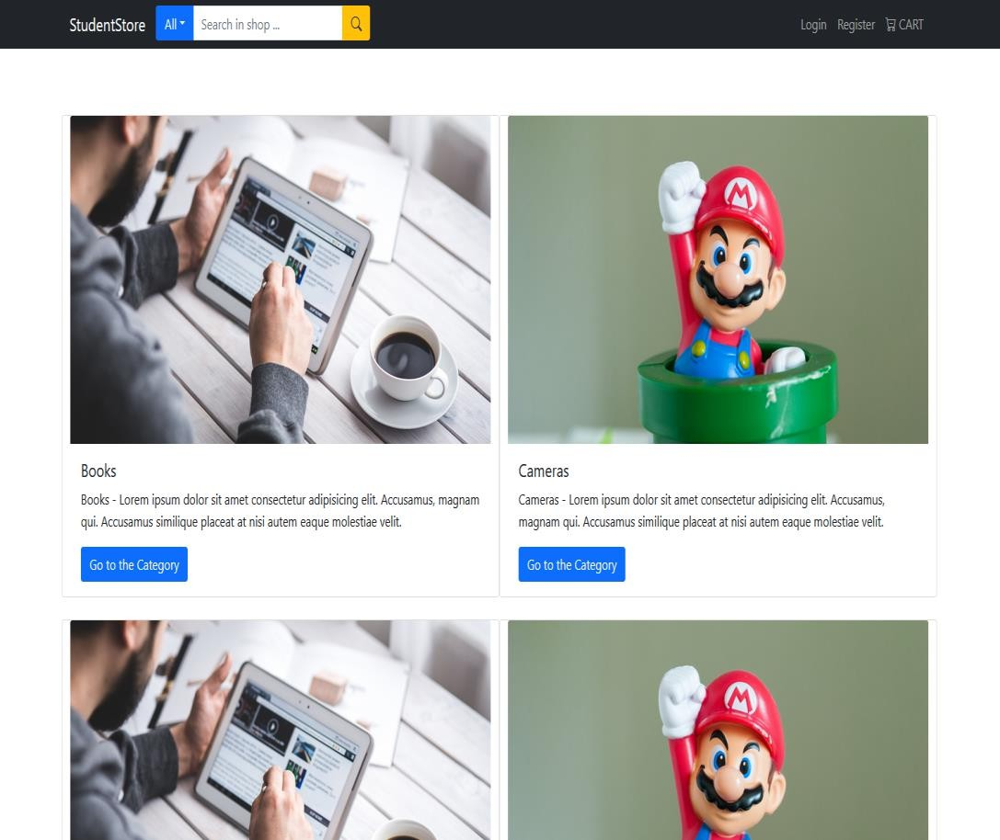 StudentStore All Search in shop ... Login Register CART
Books
Books - Lorem ipsum dolor sit amet consectetur adipisicing elit. Accusamus, magnam
qui. Accusamus similique placeat at nisi autem eaque molestiae velit.
Go to the Category
M
Cameras
Cameras - Lorem ipsum dolor sit amet consectetur adipisicing elit. Accusamus,
magnam qui. Accusamus similique placeat at nisi autem eaque molestiae velit.
Go to the Category
M